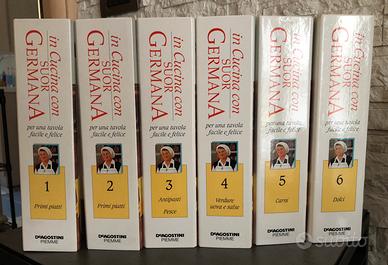 in Cucina con
SUOR
GERMANA
per una tavola
facile e felice
1
Primi piatti
DEAGOSTINI
PIEMME
in Cucina con
SUOR
GERMANA
per una tavola
facile e felice
2
Primi piatti
DEAGOSTINI
PIEMME
in Cucina con
SUOR
GERMANA
per una tavola
facile e felice
3
Antipasti
Pesce
DEAGOSTINI
PIEMME
in Cucina con
SUOR
GERMANA
per una tavola
facile e felice
4
Verdure
uova e salse
DEAGOSTINI
PIEMME
in Cucina con
SUOR
GERMANA
per una tavola
facile e felice
5
Carni
DEAGOSTINI
PIEMME
in Cucina con
SUOR
GERMANA
per una tavola
facile e felice
6
Dolci
DEAGOSTINI
PIEMME
subito